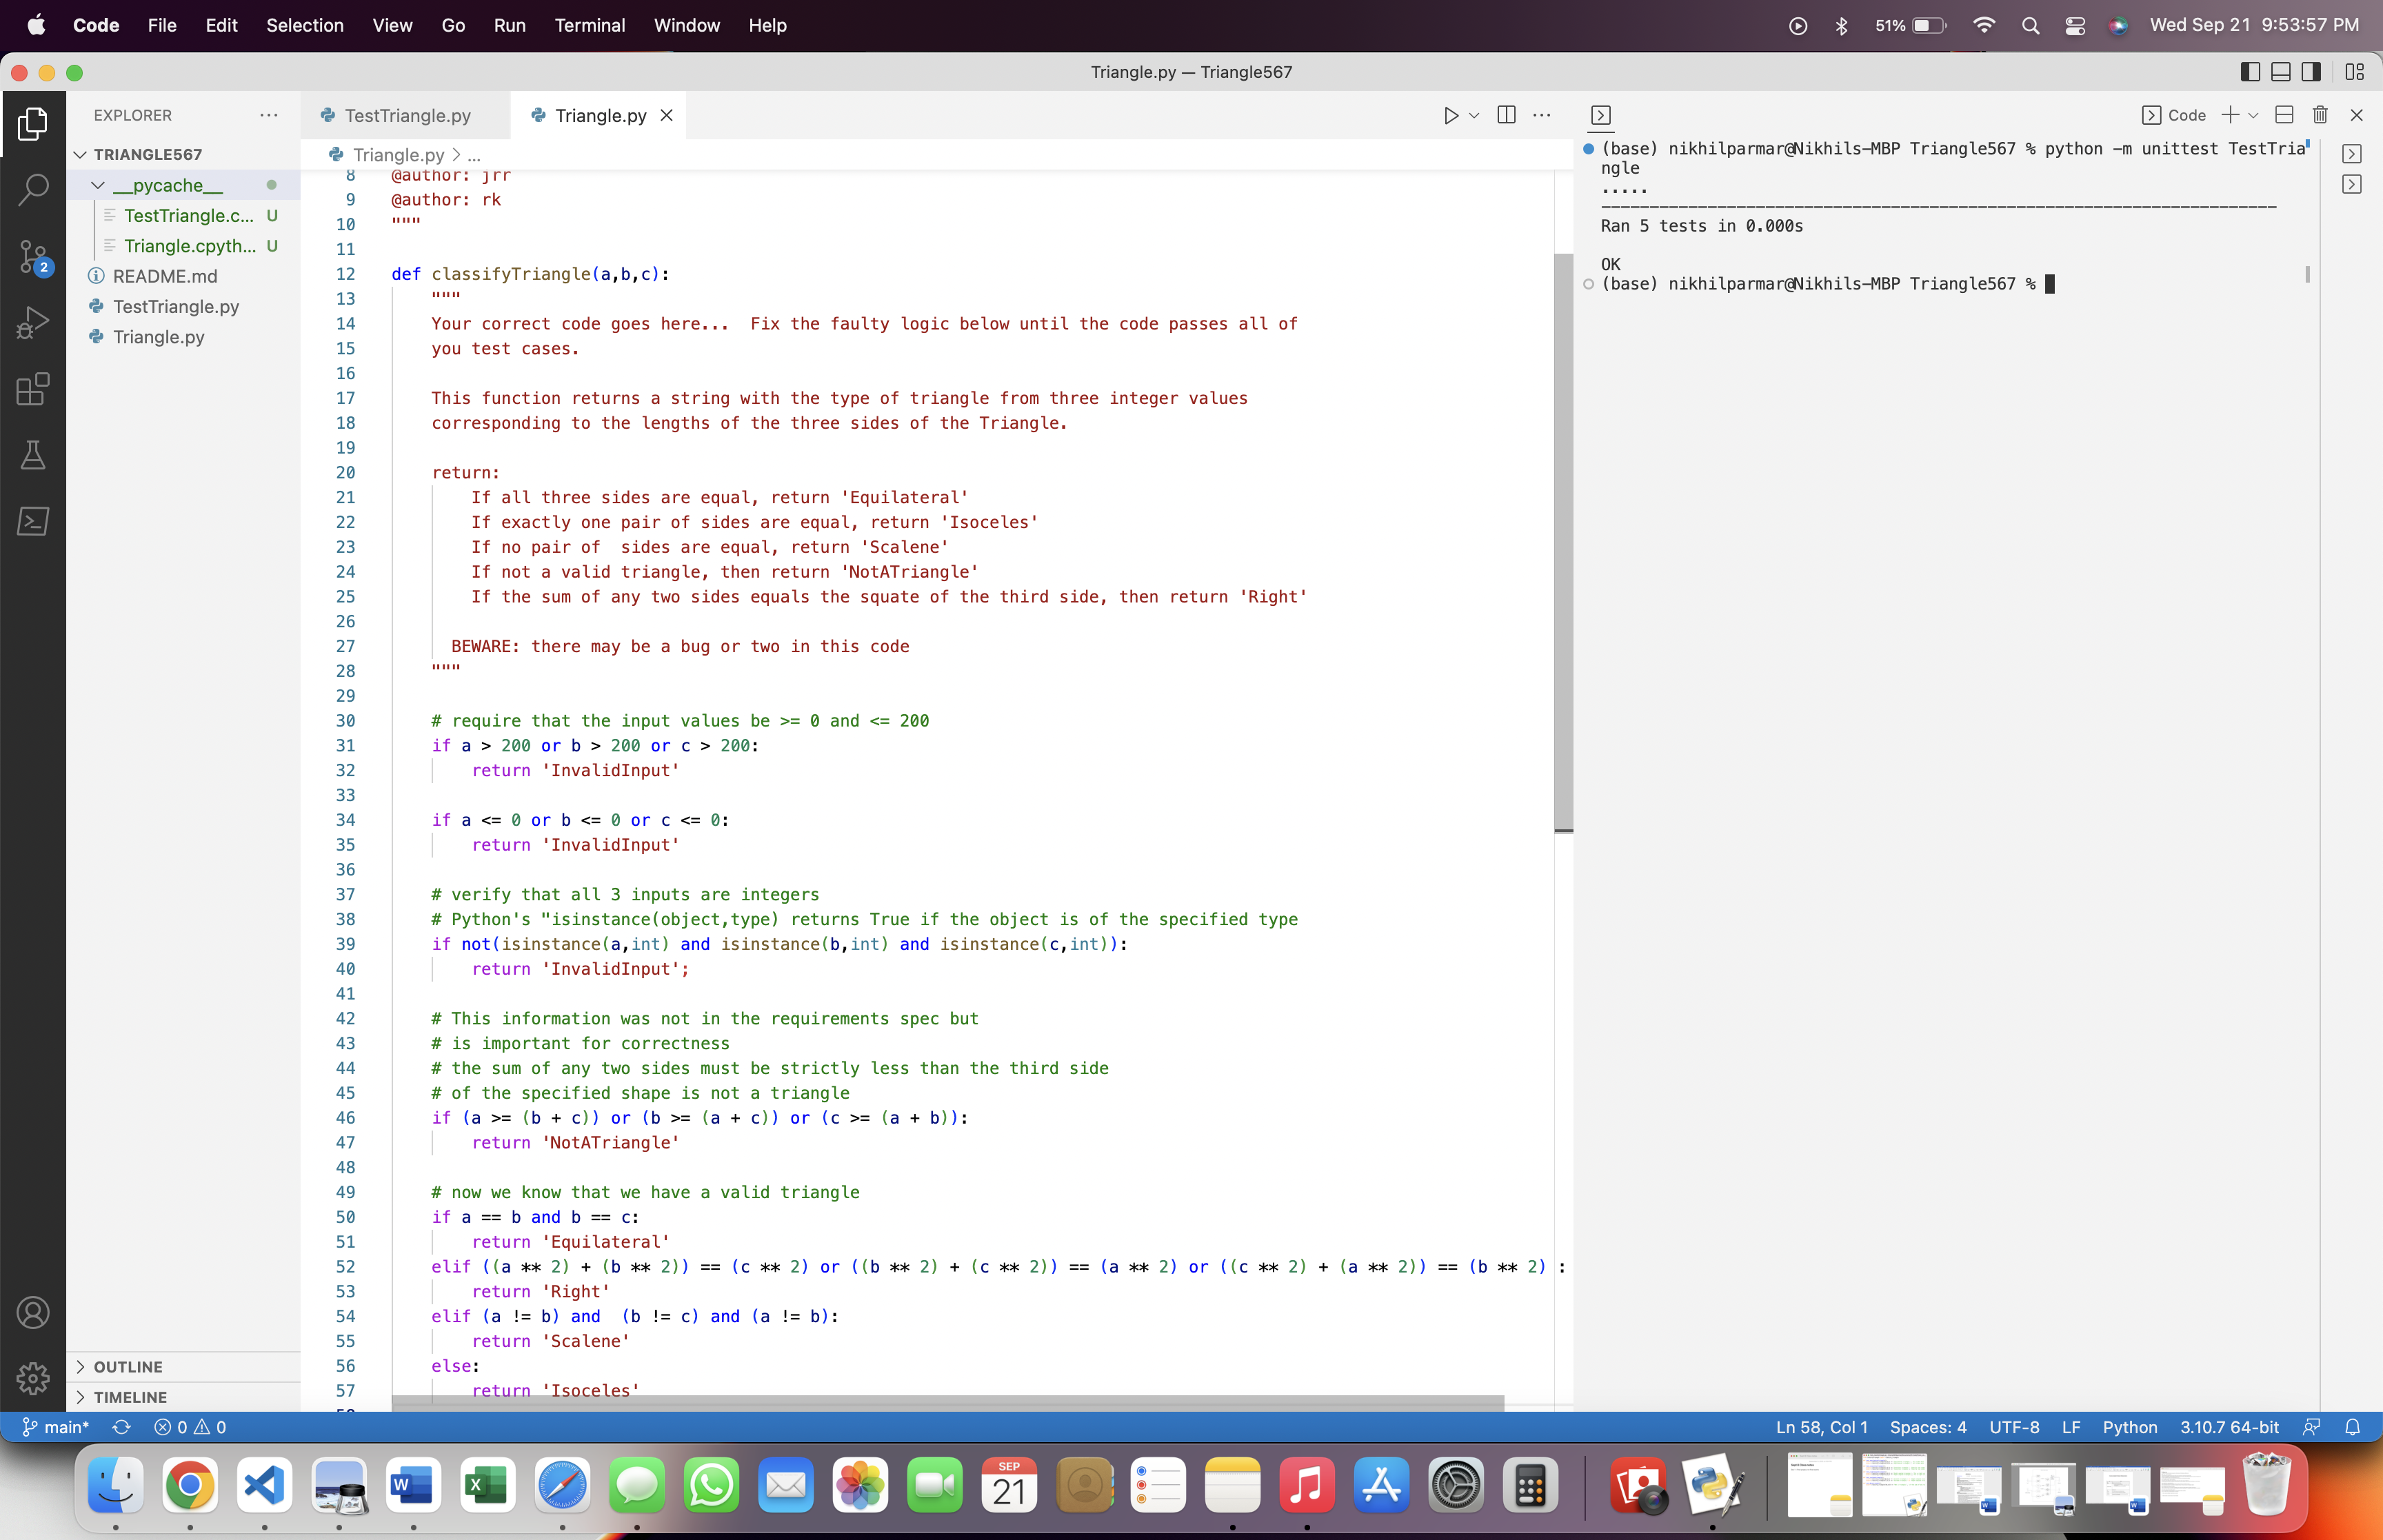 Code File Edit Selection View Go Run Terminal Window Help
51% Wed Sep 21 9:53:57 PM
Triangle.py — Triangle567
EXPLORER
TRIANGLE567
__pycache__
TestTriangle.c... U
Triangle.cpyth... U
README.md
TestTriangle.py
Triangle.py
OUTLINE
TIMELINE
2
TestTriangle.py Triangle.py
Triangle.py > ...
8 @author: jrr
9 @author: rk
10 """
11
12 def classifyTriangle(a,b,c):
13 """
14 Your correct code goes here... Fix the faulty logic below until the code passes all of
15 you test cases.
16
17 This function returns a string with the type of triangle from three integer values
18 corresponding to the lengths of the three sides of the Triangle.
19
20 return:
21 If all three sides are equal, return 'Equilateral'
22 If exactly one pair of sides are equal, return 'Isoceles'
23 If no pair of  sides are equal, return 'Scalene'
24 If not a valid triangle, then return 'NotATriangle'
25 If the sum of any two sides equals the squate of the third side, then return 'Right'
26
27 BEWARE: there may be a bug or two in this code
28 """
29
30 # require that the input values be >= 0 and <= 200
31 if a > 200 or b > 200 or c > 200:
32 return 'InvalidInput'
33
34 if a <= 0 or b <= 0 or c <= 0:
35 return 'InvalidInput'
36
37 # verify that all 3 inputs are integers
38 # Python's "isinstance(object,type) returns True if the object is of the specified type
39 if not(isinstance(a,int) and isinstance(b,int) and isinstance(c,int)):
40 return 'InvalidInput';
41
42 # This information was not in the requirements spec but
43 # is important for correctness
44 # the sum of any two sides must be strictly less than the third side
45 # of the specified shape is not a triangle
46 if (a >= (b + c)) or (b >= (a + c)) or (c >= (a + b)):
47 return 'NotATriangle'
48
49 # now we know that we have a valid triangle
50 if a == b and b == c:
51 return 'Equilateral'
52 elif ((a ** 2) + (b ** 2)) == (c ** 2) or ((b ** 2) + (c ** 2)) == (a ** 2) or ((c ** 2) + (a ** 2)) == (b ** 2) :
53 return 'Right'
54 elif (a != b) and  (b != c) and (a != b):
55 return 'Scalene'
56 else:
57 return 'Isoceles'
Code
(base) nikhilparmar@Nikhils-MBP Triangle567 % python -m unittest TestTria
ngle
.....
----------------------------------------------------------------------
Ran 5 tests in 0.000s
OK
(base) nikhilparmar@Nikhils-MBP Triangle567 %
main* 0 0 Ln 58, Col 1 Spaces: 4 UTF-8 LF Python 3.10.7 64-bit
SEP
21